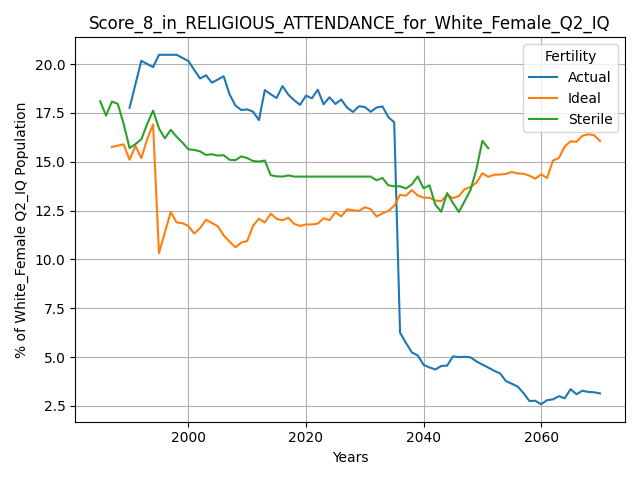 Score_8_in_RELIGIOUS_ATTENDANCE_for_White_Female_Q2_IQ
Fertility
Actual
Ideal
Sterile
% of White_Female Q2_IQ Population
20.0
17.5
15.0
12.5
10.0
7.5
5.0
2.5
2000
2020
2040
2060
Years